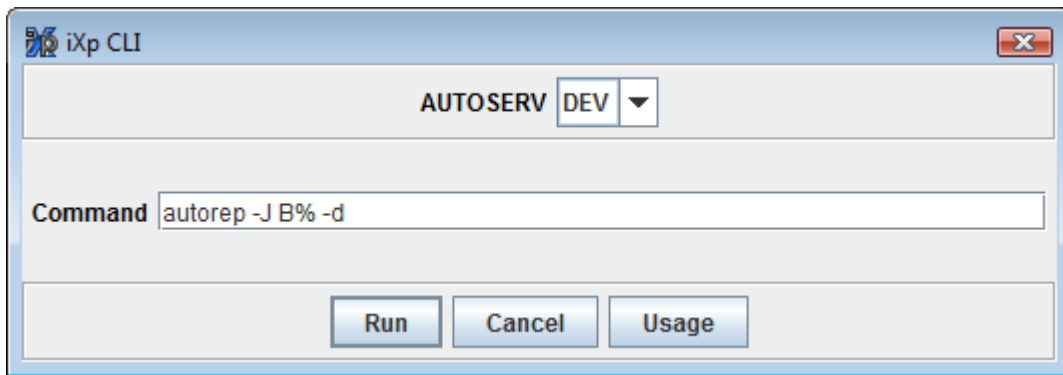 iXp CLI
AUTOSERV DEV
Command autorep -J B% -d
Run Cancel Usage